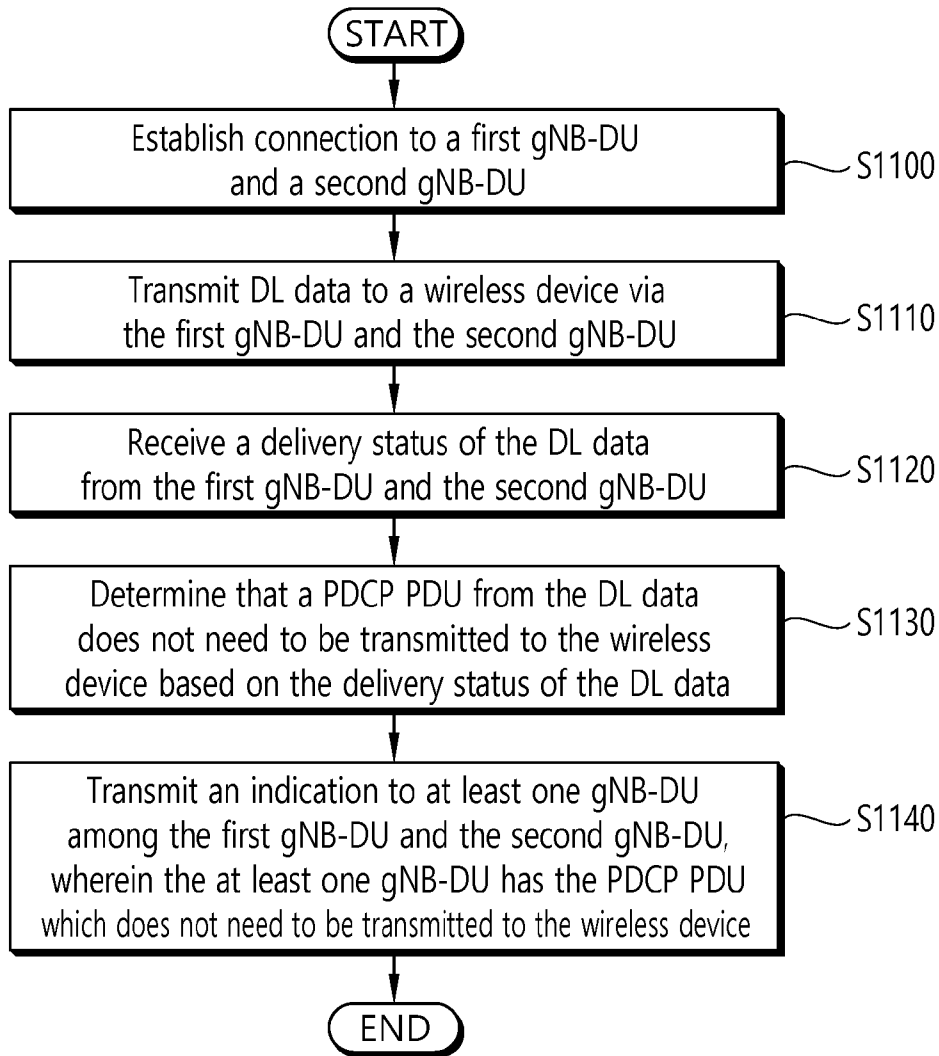 START
Establish connection to a first gNB-DU
and a second gNB-DU
S1100
Transmit DL data to a wireless device via
the first gNB-DU and the second gNB-DU
S1110
Receive a delivery status of the DL data
from the first gNB-DU and the second gNB-DU
S1120
Determine that a PDCP PDU from the DL data
does not need to be transmitted to the wireless
device based on the delivery status of the DL data
S1130
Transmit an indication to at least one gNB-DU
among the first gNB-DU and the second gNB-DU,
wherein the at least one gNB-DU has the PDCP PDU
which does not need to be transmitted to the wireless device
S1140
END